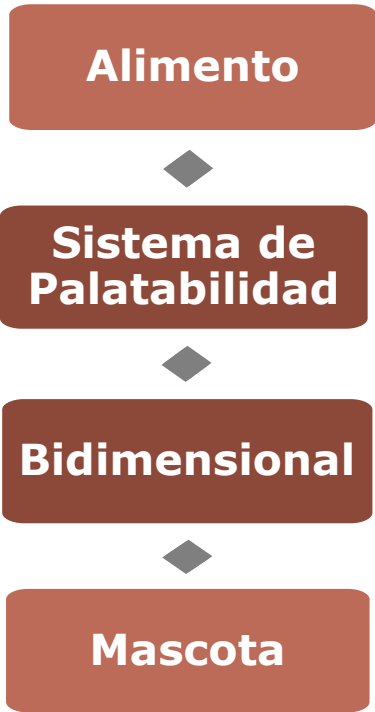 Alimento
Sistema de
Palatabilidad
Bidimensional
Mascota